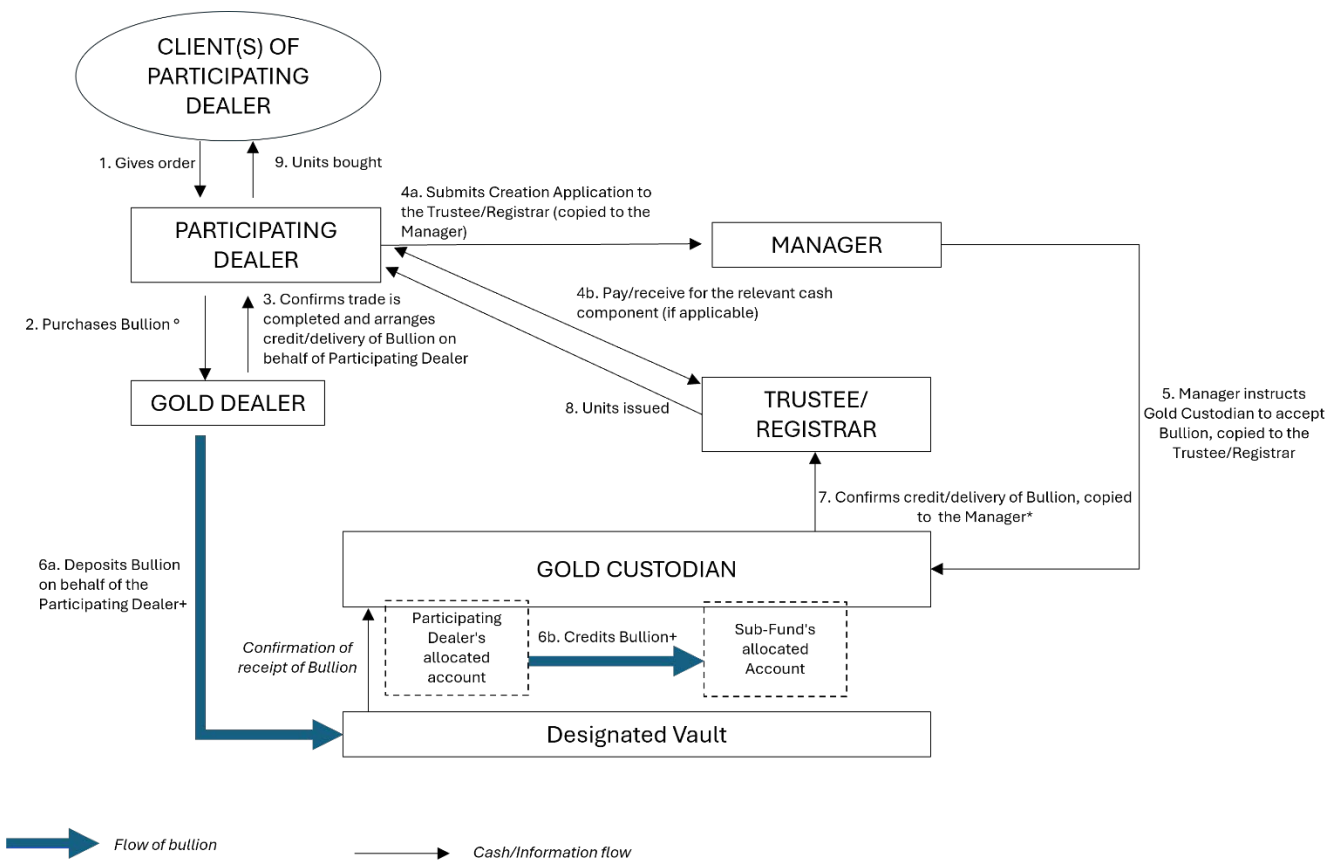 CLIENT(S) OF
PARTICIPATING
DEALER
1. Gives order
9. Units bought
4a. Submits Creation Application to
the Trustee/Registrar (copied to the
Manager)
PARTICIPATING
DEALER
MANAGER
2. Purchases Bullion °
3. Confirms trade is
completed and arranges
credit/delivery of Bullion on
behalf of Participating Dealer
4b. Pay/receive for the relevant cash
component (if applicable)
GOLD DEALER
8. Units issued
TRUSTEE/
REGISTRAR
5. Manager instructs
Gold Custodian to accept
Bullion, copied to the
Trustee/Registrar
7. Confirms credit/delivery of Bullion, copied
to the Manager*
GOLD CUSTODIAN
6a. Deposits Bullion
on behalf of the
Participating Dealer+
Confirmation of
receipt of Bullion
Participating
Dealer's
allocated
account
6b. Credits Bullion+
Sub-Fund's
allocated
Account
Designated Vault
Flow of bullion
Cash/Information flow